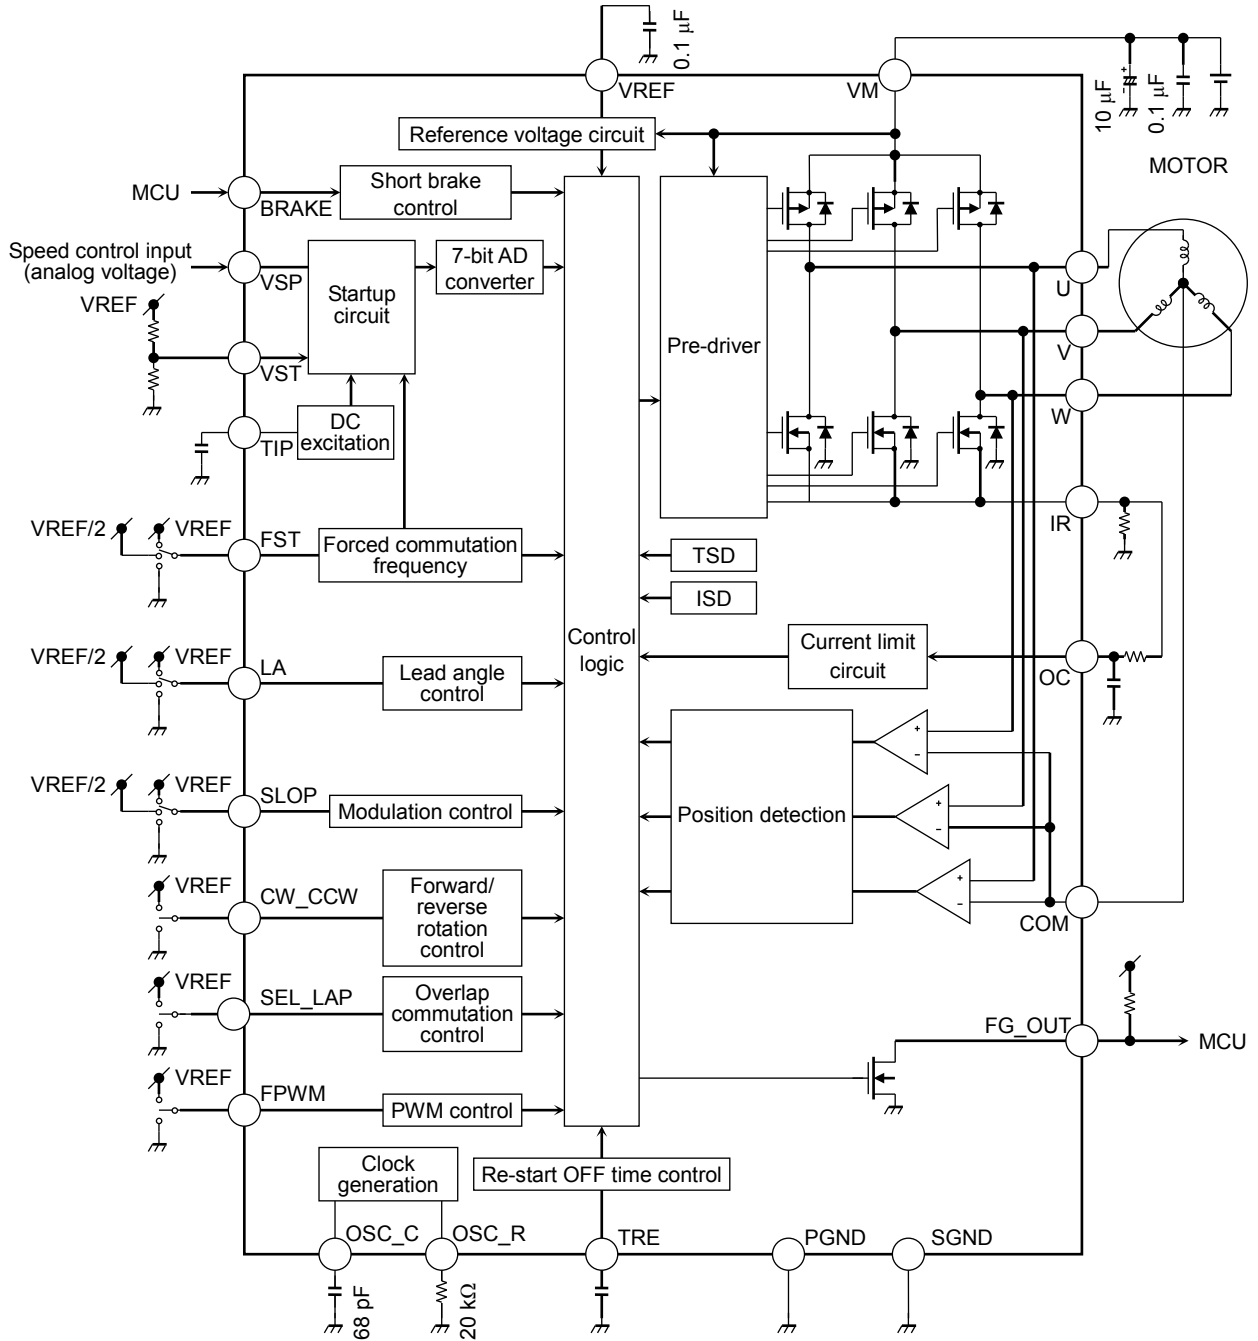 0.1 μF
VREF
VM
10 μF
0.1 μF
MOTOR
Reference voltage circuit
MCU
BRAKE
Short brake
control
Speed control input
(analog voltage)
VSP
Startup
circuit
7-bit AD
converter
VREF
VST
Pre-driver
U
V
W
TIP
DC
excitation
IR
VREF/2
VREF
FST
Forced commutation
frequency
TSD
ISD
Control
logic
Current limit
circuit
OC
VREF/2
VREF
LA
Lead angle
control
+
-
Position detection
+
-
+
-
VREF/2
VREF
SLOP
Modulation control
VREF
CW_CCW
Forward/
reverse
rotation
control
COM
VREF
SEL_LAP
Overlap
commutation
control
FG_OUT
MCU
VREF
FPWM
PWM control
Clock
generation
Re-start OFF time control
OSC_C
OSC_R
TRE
PGND
SGND
68 pF
20 kΩ